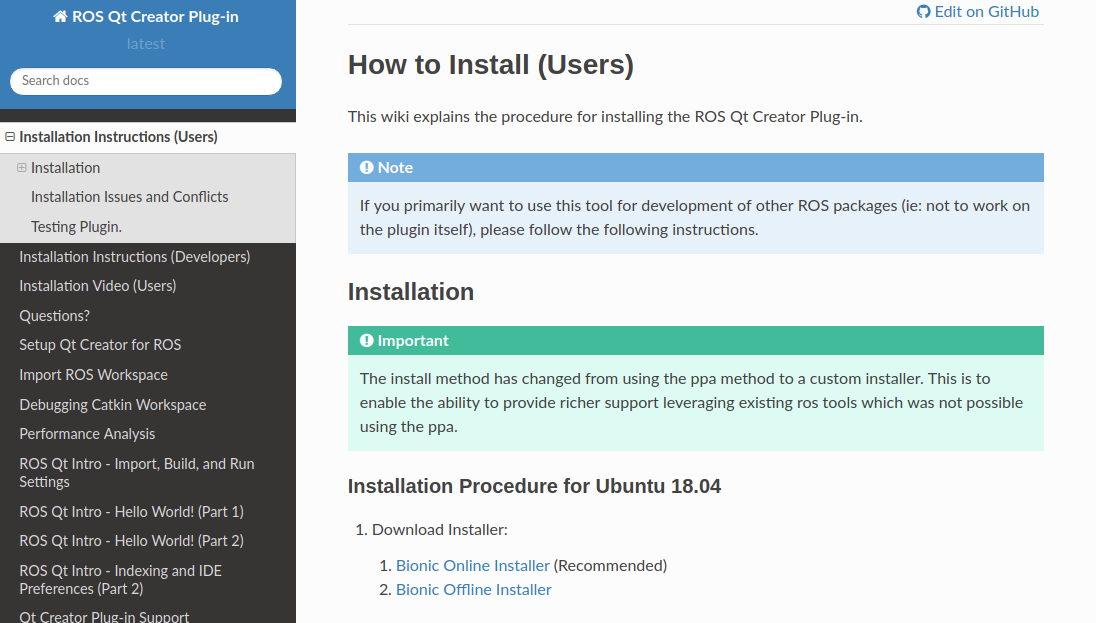 ROS Qt Creator Plug-in
latest
Search docs
Installation Instructions (Users)
Installation
Installation Issues and Conflicts
Testing Plugin.
Installation Instructions (Developers)
Installation Video (Users)
Questions?
Setup Qt Creator for ROS
Import ROS Workspace
Debugging Catkin Workspace
Performance Analysis
ROS Qt Intro - Import, Build, and Run
Settings
ROS Qt Intro - Hello World! (Part 1)
ROS Qt Intro - Hello World! (Part 2)
ROS Qt Intro - Indexing and IDE
Preferences (Part 2)
Qt Creator Plug-in Support
Edit on GitHub
How to Install (Users)
This wiki explains the procedure for installing the ROS Qt Creator Plug-in.
Note
If you primarily want to use this tool for development of other ROS packages (ie: not to work on
the plugin itself), please follow the following instructions.
Installation
Important
The install method has changed from using the ppa method to a custom installer. This is to
enable the ability to provide richer support leveraging existing ros tools which was not possible
using the ppa.
Installation Procedure for Ubuntu 18.04
1. Download Installer:
1. Bionic Online Installer (Recommended)
2. Bionic Offline Installer